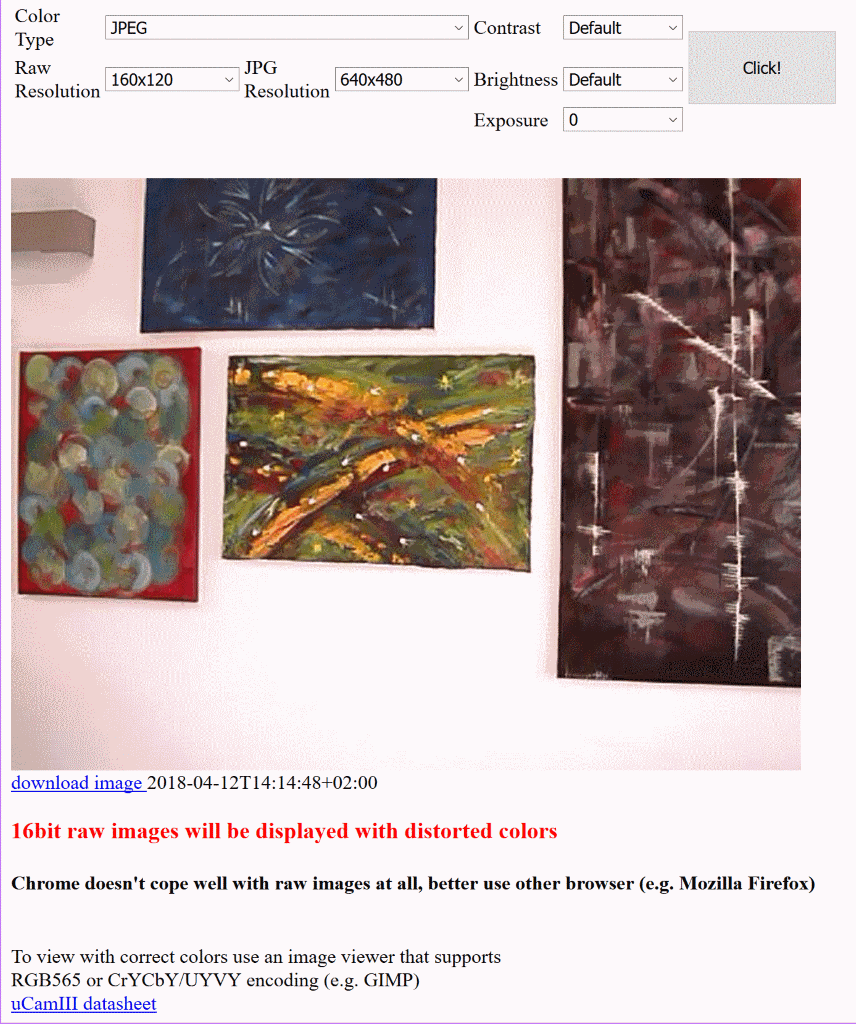 Color Type
JPEG
Contrast
Default
Raw Resolution
160x120
JPG Resolution
640x480
Brightness
Default
Click!
Exposure
0
download image 2018-04-12T14:14:48+02:00
16bit raw images will be displayed with distorted colors
Chrome doesn't cope well with raw images at all, better use other browser (e.g. Mozilla Firefox)
To view with correct colors use an image viewer that supports
RGB565 or CrYCbY/UYVY encoding (e.g. GIMP)
uCamIII datasheet